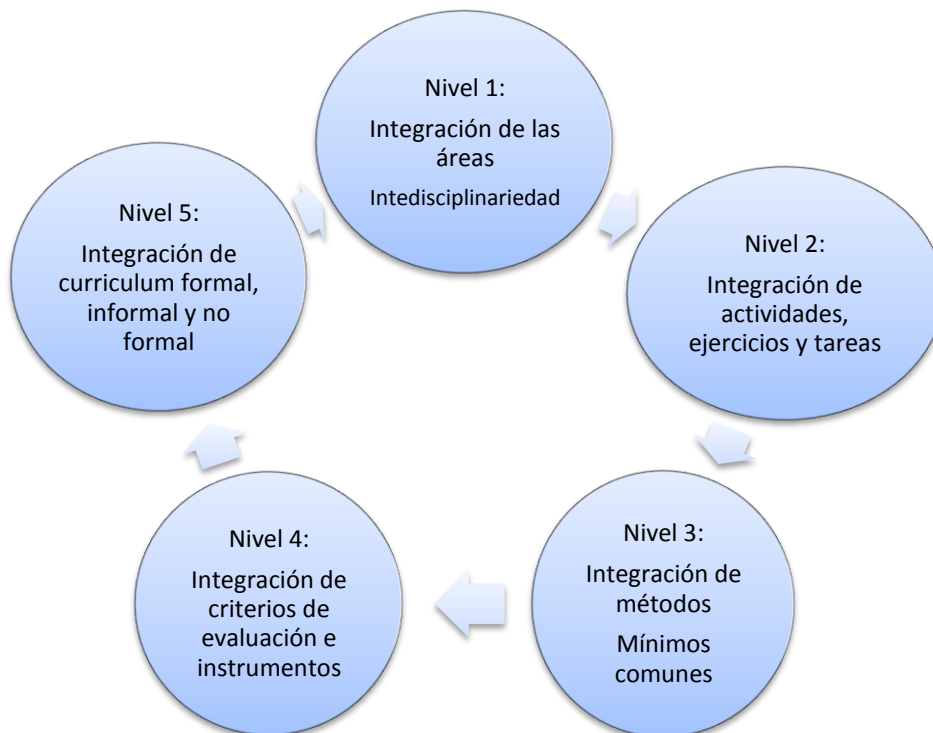 Nivel 1:
Integración de las
áreas
Intedisciplinariedad
Nivel 2:
Integración de
actividades,
ejercicios y tareas
Nivel 3:
Integración de
métodos
Mínimos
comunes
Nivel 4:
Integración de
criterios de
evaluación e
instrumentos
Nivel 5:
Integración de
curriculum formal,
informal y no
formal